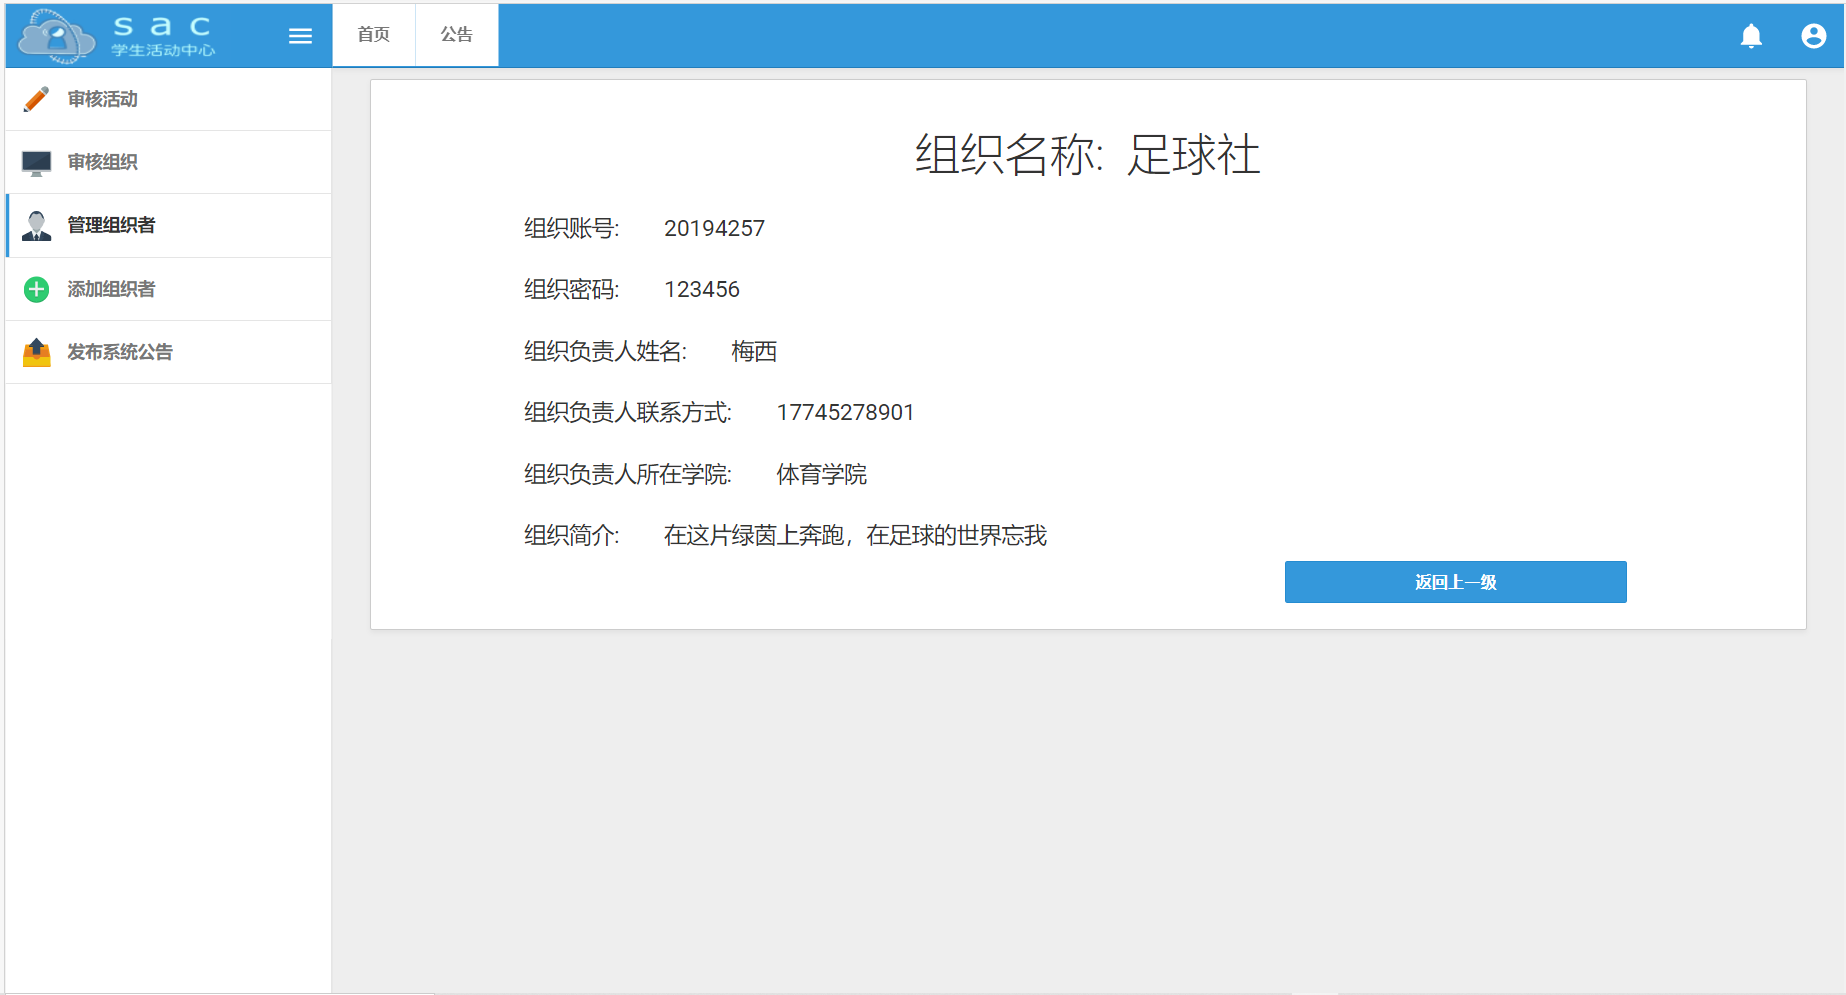 sac
学生活动中心
首页
公告
审核活动
审核组织
管理组织者
添加组织者
发布系统公告
组织名称: 足球社
组织账号: 20194257
组织密码: 123456
组织负责人姓名: 梅西
组织负责人联系方式: 17745278901
组织负责人所在学院: 体育学院
组织简介: 在这片绿茵上奔跑，在足球的世界忘我
返回上一级